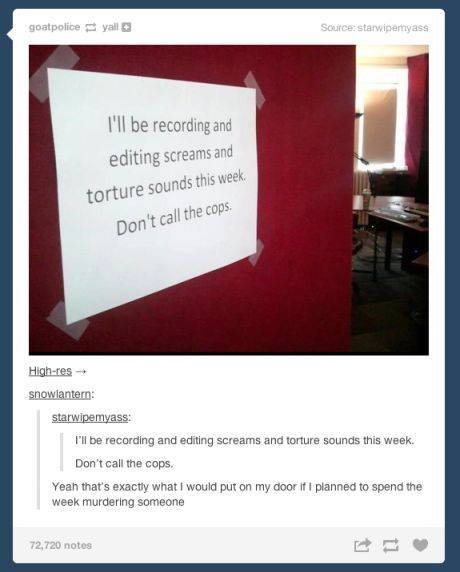 goatpolice yall
Source: starwipemyass
I'll be recording and
editing screams and
torture sounds this week.
Don't call the cops.
High-res →
snowlantern:
starwipemyass:
I'll be recording and editing screams and torture sounds this week.
Don't call the cops.
Yeah that's exactly what I would put on my door if I planned to spend the
week murdering someone
72,720 notes